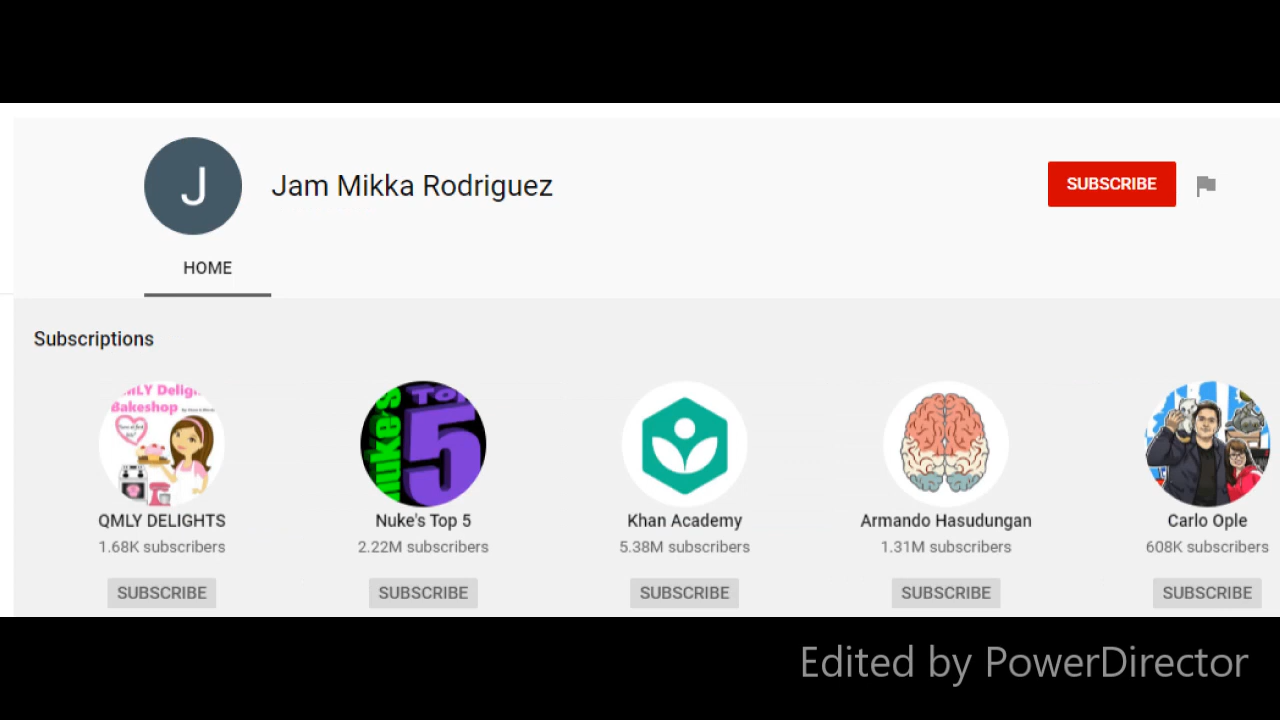 J
Jam Mikka Rodriguez
SUBSCRIBE
HOME
Subscriptions
QMLY DELIGHTS
Nuke's Top 5
Khan Academy
Armando Hasudungan
Carlo Ople
1.68K subscribers
2.22M subscribers
5.38M subscribers
1.31M subscribers
608K subscribers
SUBSCRIBE
SUBSCRIBE
SUBSCRIBE
SUBSCRIBE
SUBSCRIBE
Edited by PowerDirector